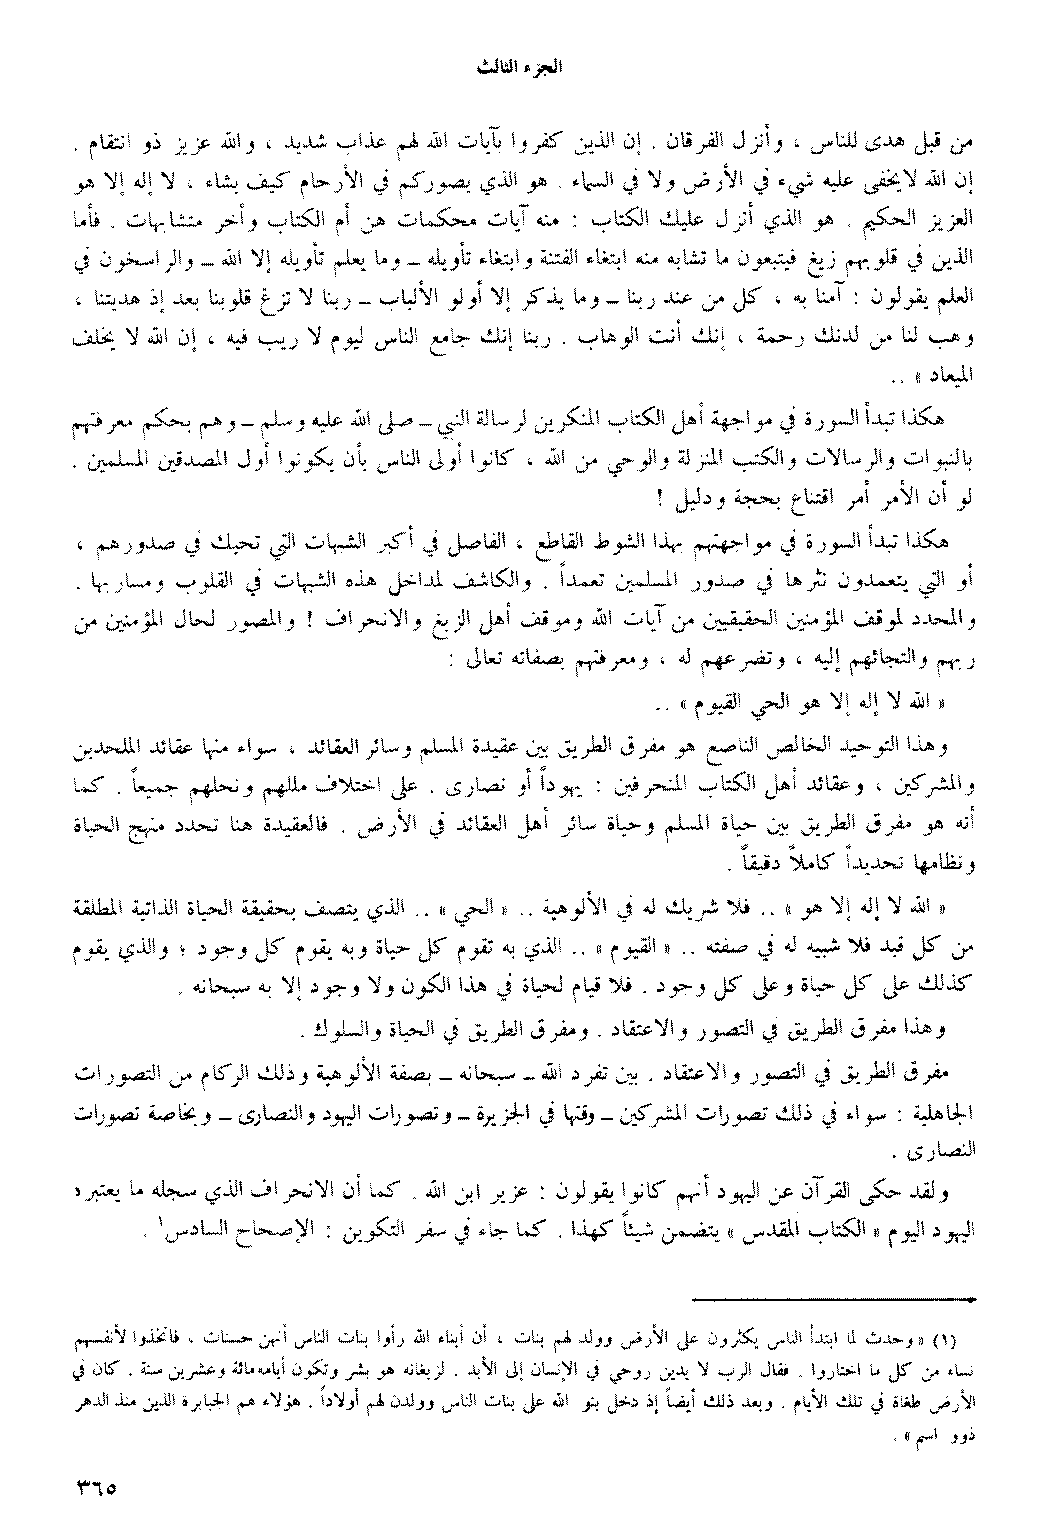 الجزء الثالث
من قبل هدى للناس ، وأنزل الفرقان . إن الذين كفروا بآيات الله لهم عذاب شديد ، والله عزيز ذو انتقام .
إن الله لا يخفى عليه شيء في الأرض ولا في السماء . هو الذي يصوركم في الأرحام كيف يشاء ، لا إله إلا هو
العزيز الحكيم . هو الذي أنزل عليك الكتاب : منه آيات محكمات هن أم الكتاب وأخر متشابهات . فأما
الذين في قلوبهم زيغ فيتبعون ما تشابه منه ابتغاء الفتنة وابتغاء تأويله – وما يعلم تأويله إلا الله – والراسخون في
العلم يقولون : آمنا به ، كل من عند ربنا – وما يذكر إلا أولو الألباب – ربنا لا تزغ قلوبنا بعد إذ هديتنا ،
وهب لنا من لدنك رحمة ، إنك أنت الوهاب . ربنا إنك جامع الناس ليوم لا ريب فيه ، إن الله لا يخلف
الميعاد » ..
هكذا تبدأ السورة في مواجهة أهل الكتاب المنكرين لرسالة النبي – صلى الله عليه وسلم – وهم بحكم معرفتهم
بالنبوات والرسالات والكتب المنزلة والوحي من الله ، كانوا أولى الناس بأن يكونوا أول المصدقين المسلمين .
لو أن الأمر أمر اقتناع بحجة ودليل !
هكذا تبدأ السورة في مواجهتهم بهذا الشوط القاطع ، الفاصل في أكبر الشبهات التي تحيك في صدورهم ،
أو التي يتعمدون نثرها في صدور المسلمين تعمداً . والكاشف لمداخل هذه الشبهات في القلوب ومساربها .
والمحدد لموقف المؤمنين الحقيقيين من آيات الله وموقف أهل الزيغ والانحراف ! والمصور لحال المؤمنين من
ربهم والتجائهم إليه ، وتضرعهم له ، ومعرفتهم بصفاته تعالى :
« الله لا إله إلا هو الحي القيوم » ..
وهذا التوحيد الخالص الناصع هو مفرق الطريق بين عقيدة المسلم وسائر العقائد ، سواء منها عقائد الملحدين
والمشركين ، وعقائد أهل الكتاب المنحرفين : يهوداً أو نصارى . على اختلاف مللهم ونحلهم جميعاً . كما
أنه هو مفرق الطريق بين حياة المسلم وحياة سائر أهل العقائد في الأرض . فالعقيدة هنا تحدد منهج الحياة
ونظامها تحديداً كاملاً دقيقاً .
« الله لا إله إلا هو » .. فلا شريك له في الألوهية .. « الحي » .. الذي يتصف بحقيقة الحياة الذاتية المطلقة
من كل قيد فلا شبيه له في صفته .. « القيوم » .. الذي به تقوم كل حياة وبه يقوم كل وجود ؛ والذي يقوم
كذلك على كل حياة وعلى كل وجود . فلا قيام لحياة في هذا الكون ولا وجود إلا به سبحانه .
وهذا مفرق الطريق في التصور والاعتقاد . ومفرق الطريق في الحياة والسلوك .
مفرق الطريق في التصور والاعتقاد . بين تفرد الله – سبحانه – بصفة الألوهية وذلك الركام من التصورات
الجاهلية : سواء في ذلك تصورات المشركين – وقتها في الجزيرة – وتصورات اليهود والنصارى – وبخاصة تصورات
النصارى .
ولقد حكى القرآن عن اليهود أنهم كانوا يقولون : عزير ابن الله . كما أن الانحراف الذي سجله ما يعتبره
اليهود اليوم « الكتاب المقدس » يتضمن شيئاً كهذا . كما جاء في سفر التكوين : الإصحاح السادس١ .
(١) « وحدث لما ابتدأ الناس يكثرون على الأرض وولد لهم بنات ، أن أبناء الله رأوا بنات الناس أنهن حسنات ، فاتخذوا لأنفسهم
نساء من كل ما اختاروا . فقال الرب لا يدين روحي في الإنسان إلى الأبد . لزيغانه هو بشر وتكون أيامه مائة وعشرين سنة . كان في
الأرض طغاة في تلك الأيام . وبعد ذلك أيضاً إذ دخل بنو الله على بنات الناس وولدن لهم أولاداً . هؤلاء هم الجبابرة الذين منذ الدهر
ذوو اسم » .
٣٦٥